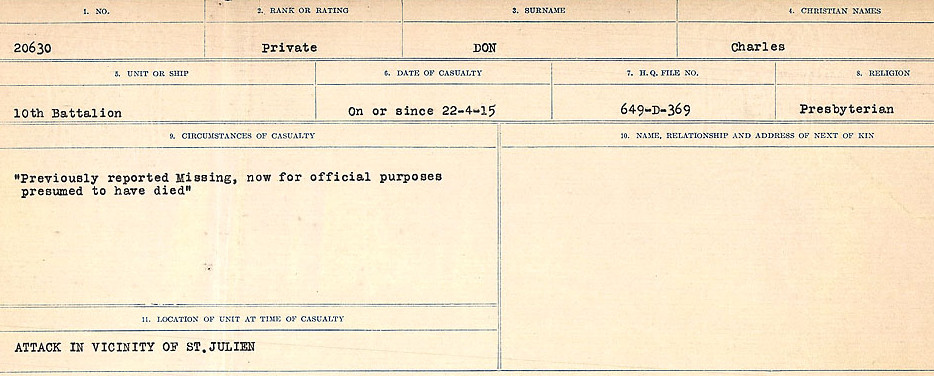 1. NO. 2. RANK OR RATING 3. SURNAME 4. CHRISTIAN NAMES
20630 Private DON Charles
5. UNIT OR SHIP 6. DATE OF CASUALTY 7. H.Q. FILE NO. 8. RELIGION
10th Battalion On or since 22-4-15 649-D-369 Presbyterian
9. CIRCUMSTANCES OF CASUALTY 10. NAME, RELATIONSHIP AND ADDRESS OF NEXT OF KIN
"Previously reported Missing, now for official purposes
presumed to have died"
11. LOCATION OF UNIT AT TIME OF CASUALTY
ATTACK IN VICINITY OF ST.JULIEN